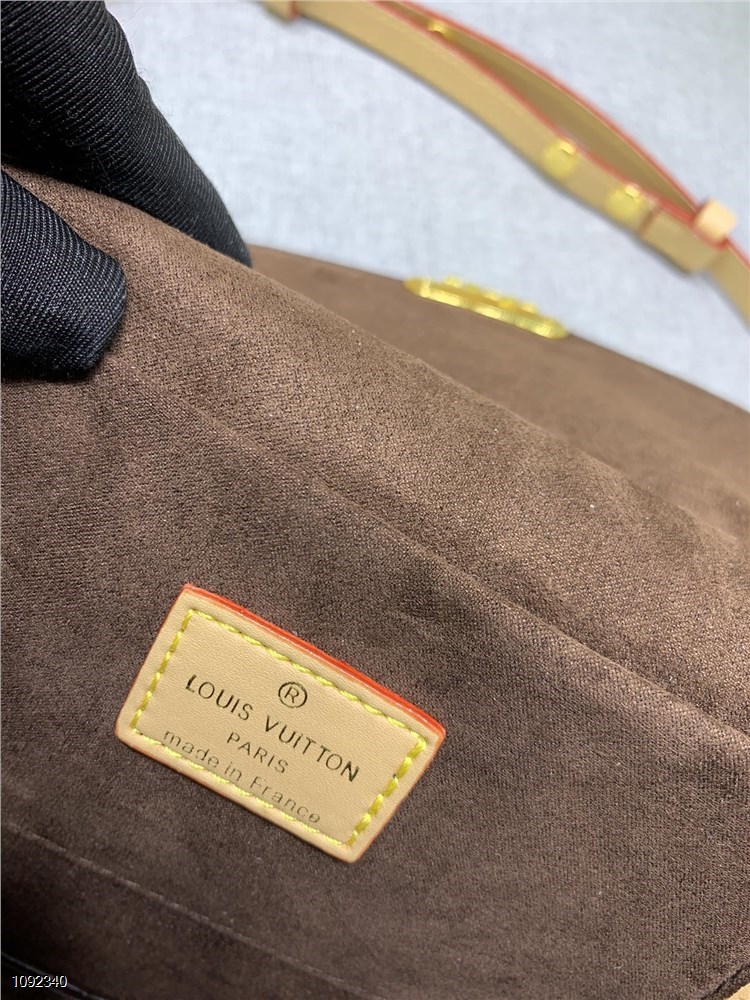 ®
LOUIS VUITTON
PARIS
made in France
1092340